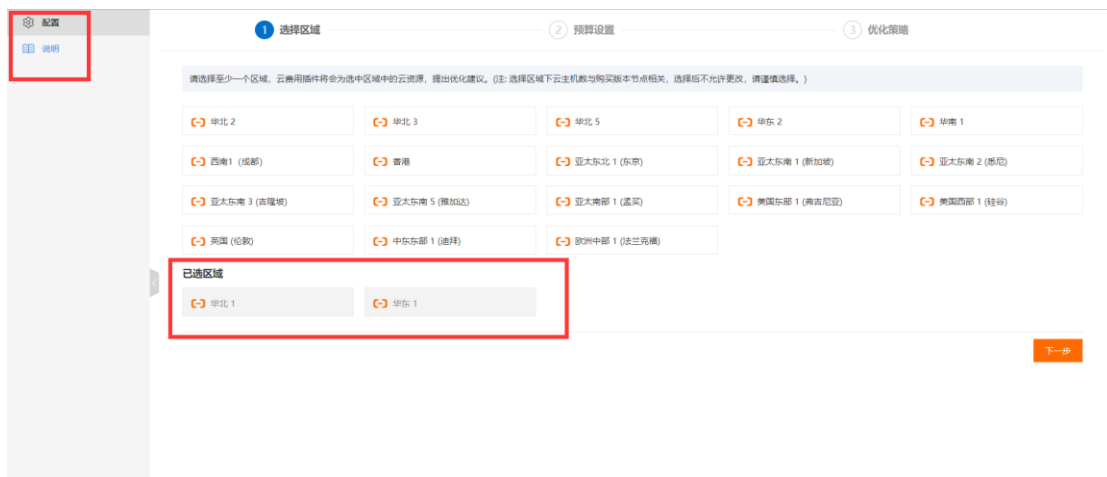 配置
说明
1 选择区域 2 预算设置 3 优化策略
请选择至少一个区域，云费用插件将会为选中区域中的云资源，提出优化建议。(注: 选择区域下云主机数与购买版本节点相关，选择后不允许更改，请谨慎选择。)
华北 2 华北 3 华北 5 华东 2 华南 1
西南1 (成都) 香港 亚太东北 1 (东京) 亚太东南 1 (新加坡) 亚太东南 2 (悉尼)
亚太东南 3 (吉隆坡) 亚太东南 5 (雅加达) 亚太南部 1 (孟买) 美国东部 1 (弗吉尼亚) 美国西部 1 (硅谷)
英国 (伦敦) 中东东部 1 (迪拜) 欧洲中部 1 (法兰克福)
已选区域
华北 1 华东 1
下一步